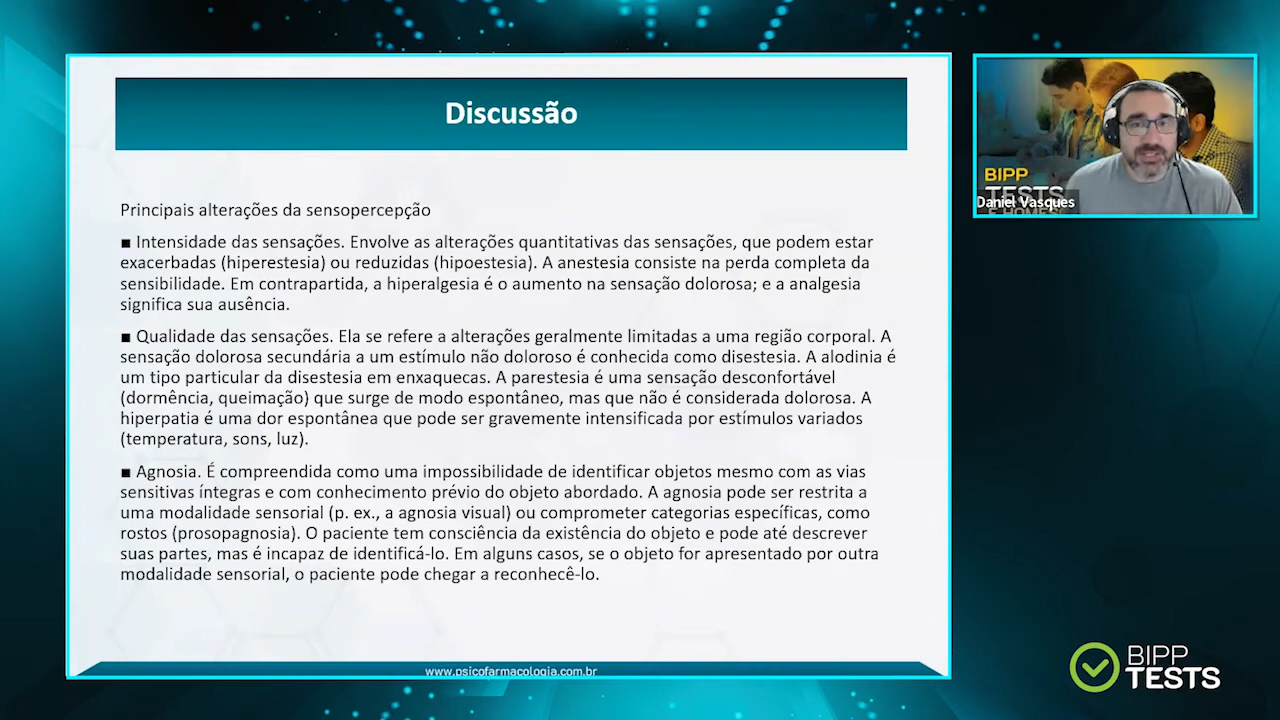 Discussão
Principais alterações da sensopercepção
■ Intensidade das sensações. Envolve as alterações quantitativas das sensações, que podem estar
exacerbadas (hiperestesia) ou reduzidas (hipoestesia). A anestesia consiste na perda completa da
sensibilidade. Em contrapartida, a hiperalgesia é o aumento na sensação dolorosa; e a analgesia
significa sua ausência.
■ Qualidade das sensações. Ela se refere a alterações geralmente limitadas a uma região corporal. A
sensação dolorosa secundária a um estímulo não doloroso é conhecida como disestesia. A alodinia é
um tipo particular da disestesia em enxaquecas. A parestesia é uma sensação desconfortável
(dormência, queimação) que surge de modo espontâneo, mas que não é considerada dolorosa. A
hiperpatia é uma dor espontânea que pode ser gravemente intensificada por estímulos variados
(temperatura, sons, luz).
■ Agnosia. É compreendida como uma impossibilidade de identificar objetos mesmo com as vias
sensitivas íntegras e com conhecimento prévio do objeto abordado. A agnosia pode ser restrita a
uma modalidade sensorial (p. ex., a agnosia visual) ou comprometer categorias específicas, como
rostos (prosopagnosia). O paciente tem consciência da existência do objeto e pode até descrever
suas partes, mas é incapaz de identificá-lo. Em alguns casos, se o objeto for apresentado por outra
modalidade sensorial, o paciente pode chegar a reconhecê-lo.
www.psicofarmacologia.com.br
BIPP
TESTS
Daniel Vasques
BIPP
TESTS